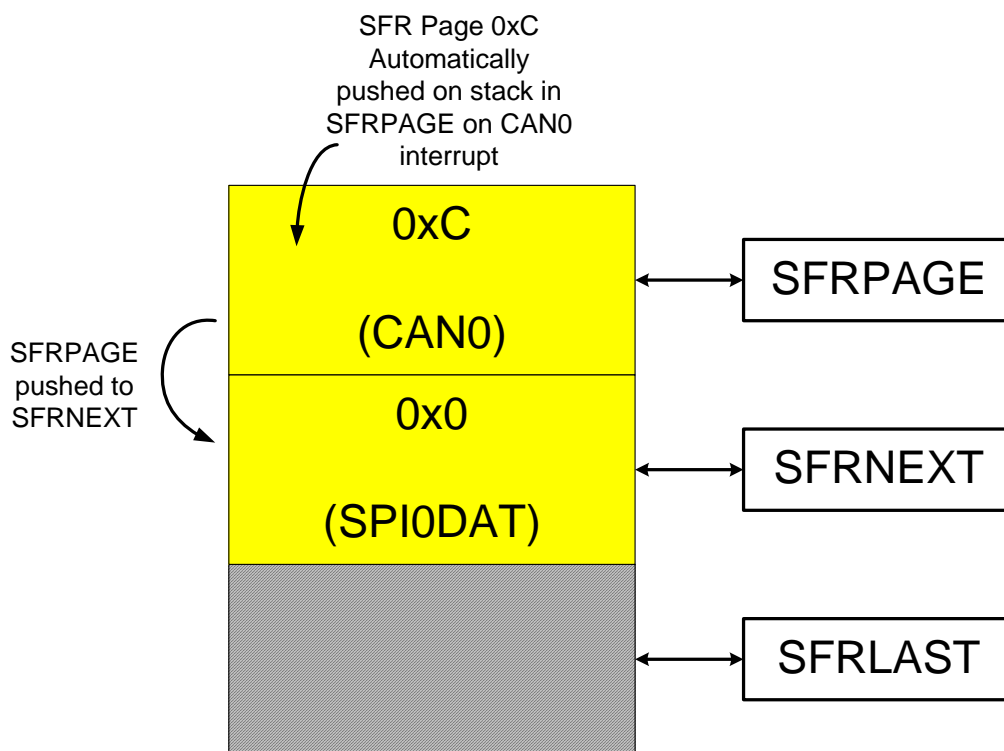 SFR Page 0xC
Automatically
pushed on stack in
SFRPAGE on CAN0
interrupt
0xC
(CAN0)
SFRPAGE
SFRPAGE
pushed to
SFRNEXT
0x0
(SPI0DAT)
SFRNEXT
SFRLAST